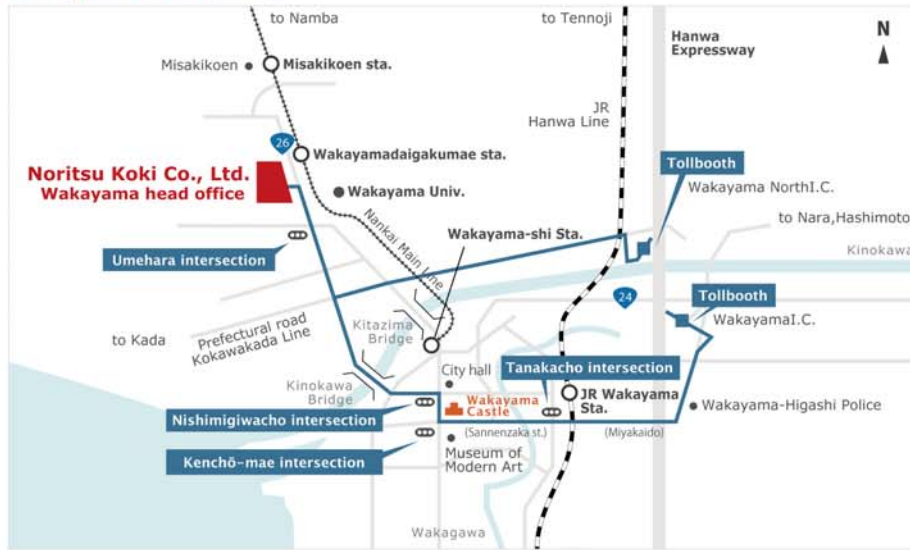 to Namba
to Tennoji
Hanwa
Expressway
N
Misakikoen
Misakikoen sta.
JR
Hanwa Line
26
Wakayamadaigakumae sta.
Noritsu Koki Co., Ltd.
Wakayama head office
Tollbooth
Wakayama NorthI.C.
Wakayama Univ.
to Nara,Hashimoto
Nankai Main Line
Wakayama-shi Sta.
Umehara intersection
Kinokawa
24
Tollbooth
WakayamaI.C.
to Kada
Prefectural road
Kokawakada Line
Kitazima
Bridge
City hall
Tanakacho intersection
Kinokawa
Bridge
Wakayama
Castle
JR Wakayama
Sta.
Wakayama-Higashi Police
Nishimigiwacho intersection
(Sannenzaka st.)
(Miyakaido)
Kenchō-mae intersection
Museum of
Modern Art
Wakagawa